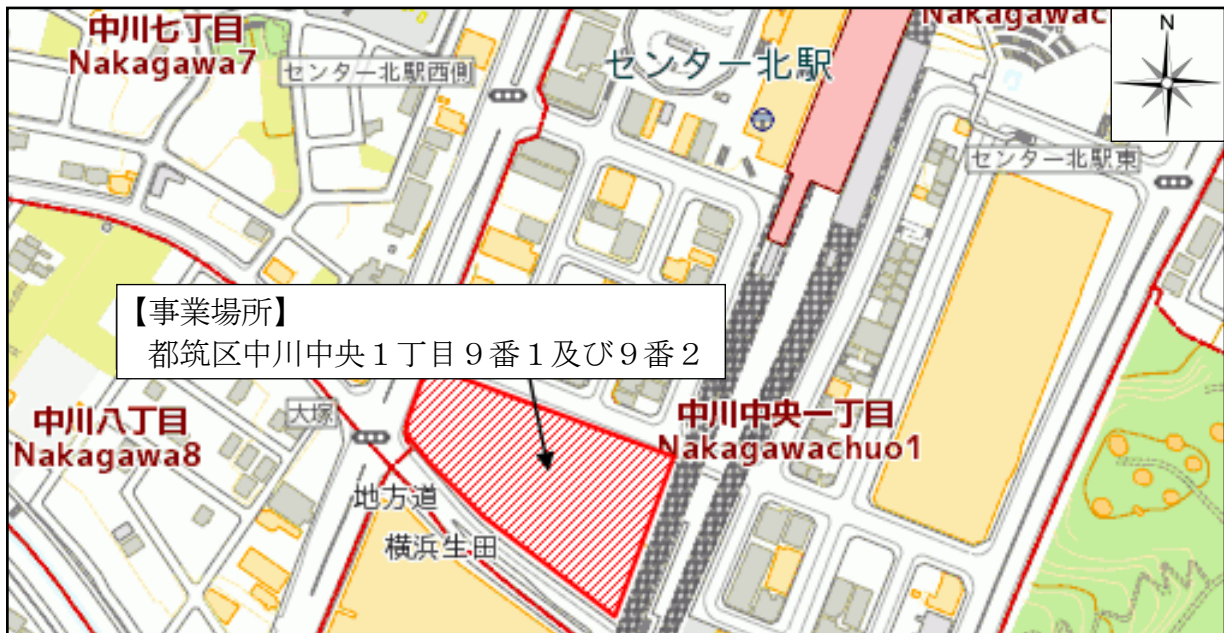 中川七丁目
Nakagawa7
センター北駅西側
センター北駅
Nakagawac
N
センター北駅東
【事業場所】
都筑区中川中央１丁目９番１及び９番２
中川八丁目
Nakagawa8
大塚
中川中央一丁目
Nakagawachuo1
地方道
横浜生田